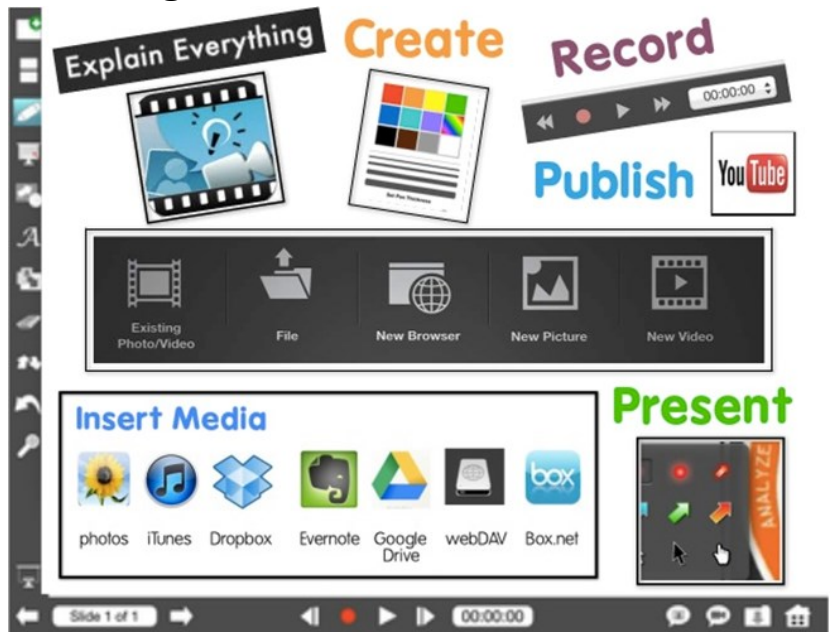 Explain Everything
Create
Record
00:00:00
Publish
You Tube
Existing
Photo/Video
File
New Browser
New Picture
New Video
Insert Media
photos
iTunes
Dropbox
Evernote
Google
Drive
webDAV
box
Box.net
Present
ANALYZE
Slide 1 of 1
00:00:00